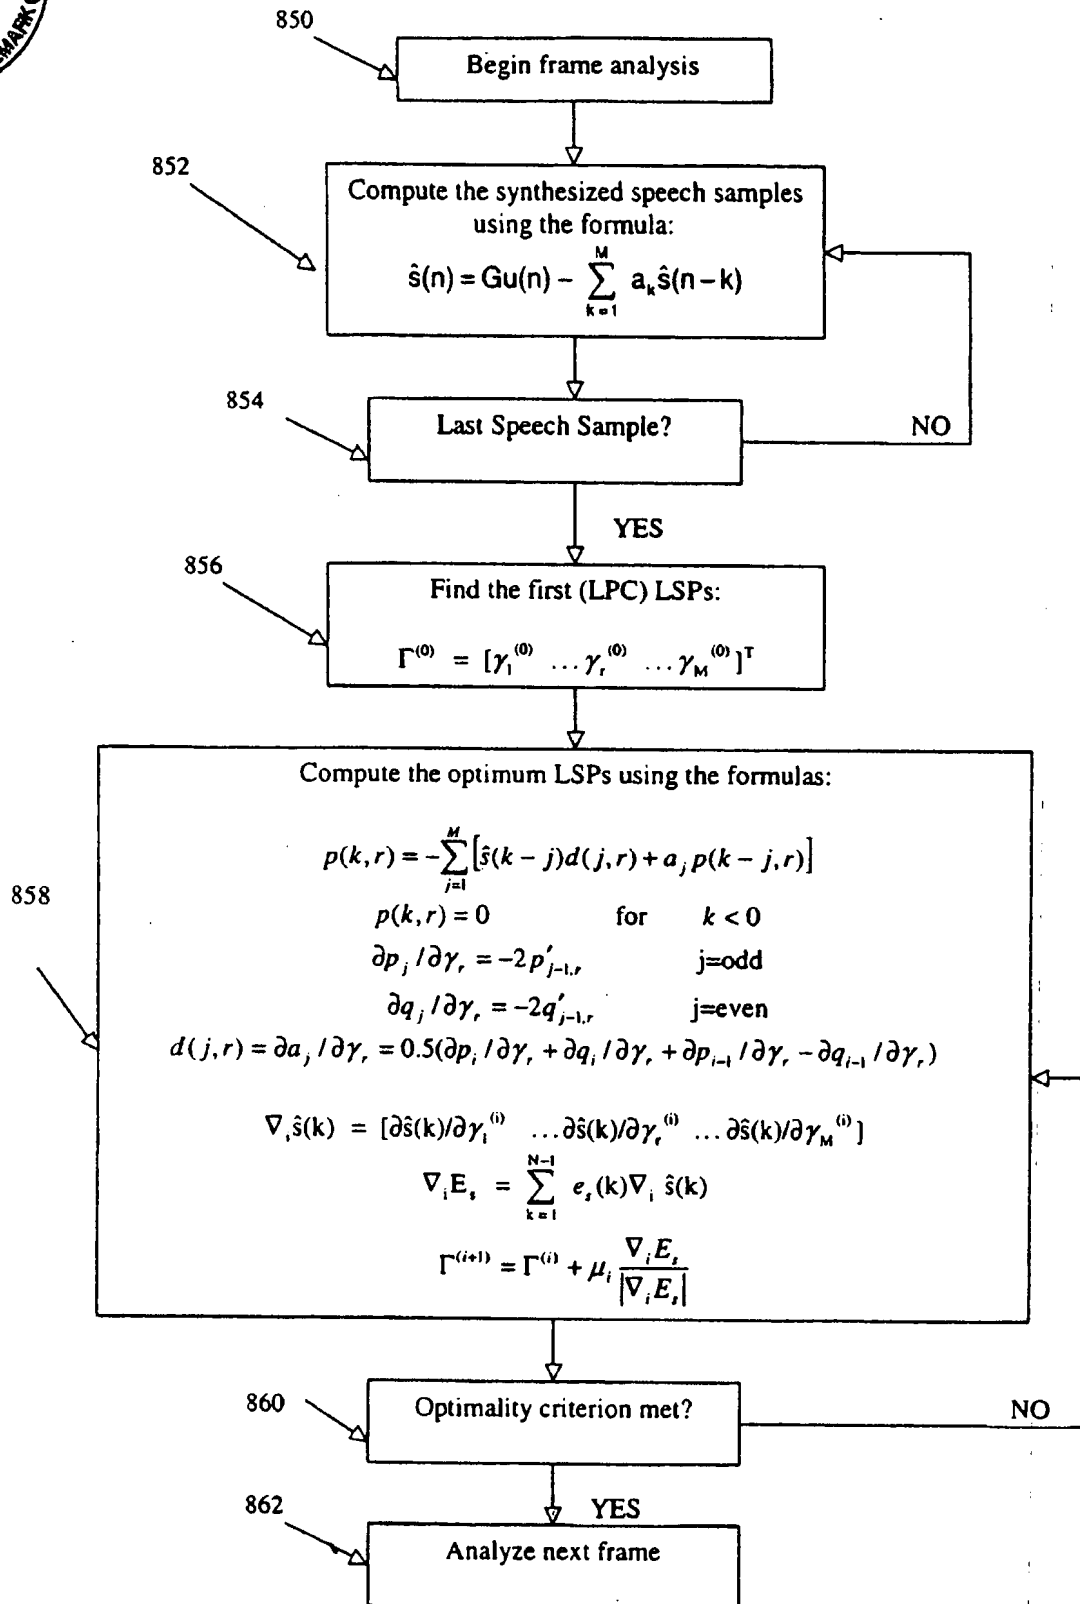 EMARK
850
Begin frame analysis
852
Compute the synthesized speech samples
using the formula:
ŝ(n) = Gu(n) − ∑_{k=1}^{M} a_k ŝ(n − k)
854
Last Speech Sample?
NO
YES
856
Find the first (LPC) LSPs:
Γ^{(0)} = [γ_1^{(0)} …γ_r^{(0)} …γ_M^{(0)}]^T
Compute the optimum LSPs using the formulas:
p(k,r) = −∑_{j=1}^{M} [ŝ(k − j)d(j,r) + a_j p(k − j,r)]
858
p(k,r) = 0 for k < 0
∂p_j /∂γ_r = −2p′_{j−1,r} j=odd
∂q_j /∂γ_r = −2q′_{j−1,r} j=even
d(j,r) = ∂a_j /∂γ_r = 0.5(∂p_i /∂γ_r + ∂q_i /∂γ_r + ∂p_{i−1} /∂γ_r − ∂q_{i−1} /∂γ_r)
∇_i ŝ(k) = [∂ŝ(k)/∂γ_1^{(i)} …∂ŝ(k)/∂γ_r^{(i)} …∂ŝ(k)/∂γ_M^{(i)}]
∇_i E_s = ∑_{k=1}^{N−1} e_s(k)∇_i ŝ(k)
Γ^{(i+1)} = Γ^{(i)} + μ_i ∇_i E_s / |∇_i E_s|
860
Optimality criterion met?
NO
YES
862
Analyze next frame